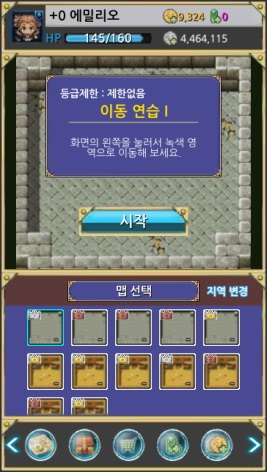 +0 에밀리오
9,324
0
HP 145/160
4,464,115
등급제한 : 제한없음
이동 연습 I
화면의 왼쪽을 눌러서 녹색 영
역으로 이동해 보세요.
시작
맵 선택
지역 변경